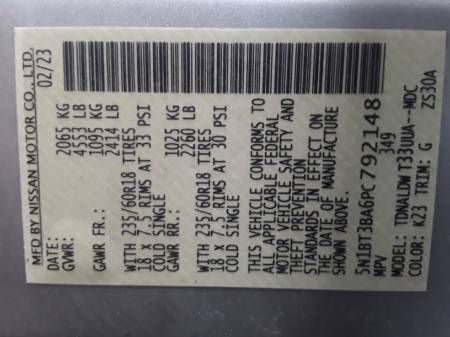 MFD BY NISSAN MOTOR CO., LTD.
DATE: 02/23
GVWR: 2065 KG
4553 LB
GAWR FR.: 1095 KG
2414 LB
WITH 235/60R18 TIRES
18 X 7.5 RIMS AT 33 PSI
COLD SINGLE
GAWR RR.: 1025 KG
2260 LB
WITH 235/60R18 TIRES
18 X 7.5 RIMS AT 30 PSI
COLD SINGLE
THIS VEHICLE CONFORMS TO
ALL APPLICABLE FEDERAL
MOTOR VEHICLE SAFETY AND
THEFT PREVENTION
STANDARDS IN EFFECT ON
THE DATE OF MANUFACTURE
SHOWN ABOVE.
5N1BT3BA6PC792148
MPV 349
MODEL: TDNALDW T33UUA--MDC
COLOR: K23 TRIM: G ZS30A